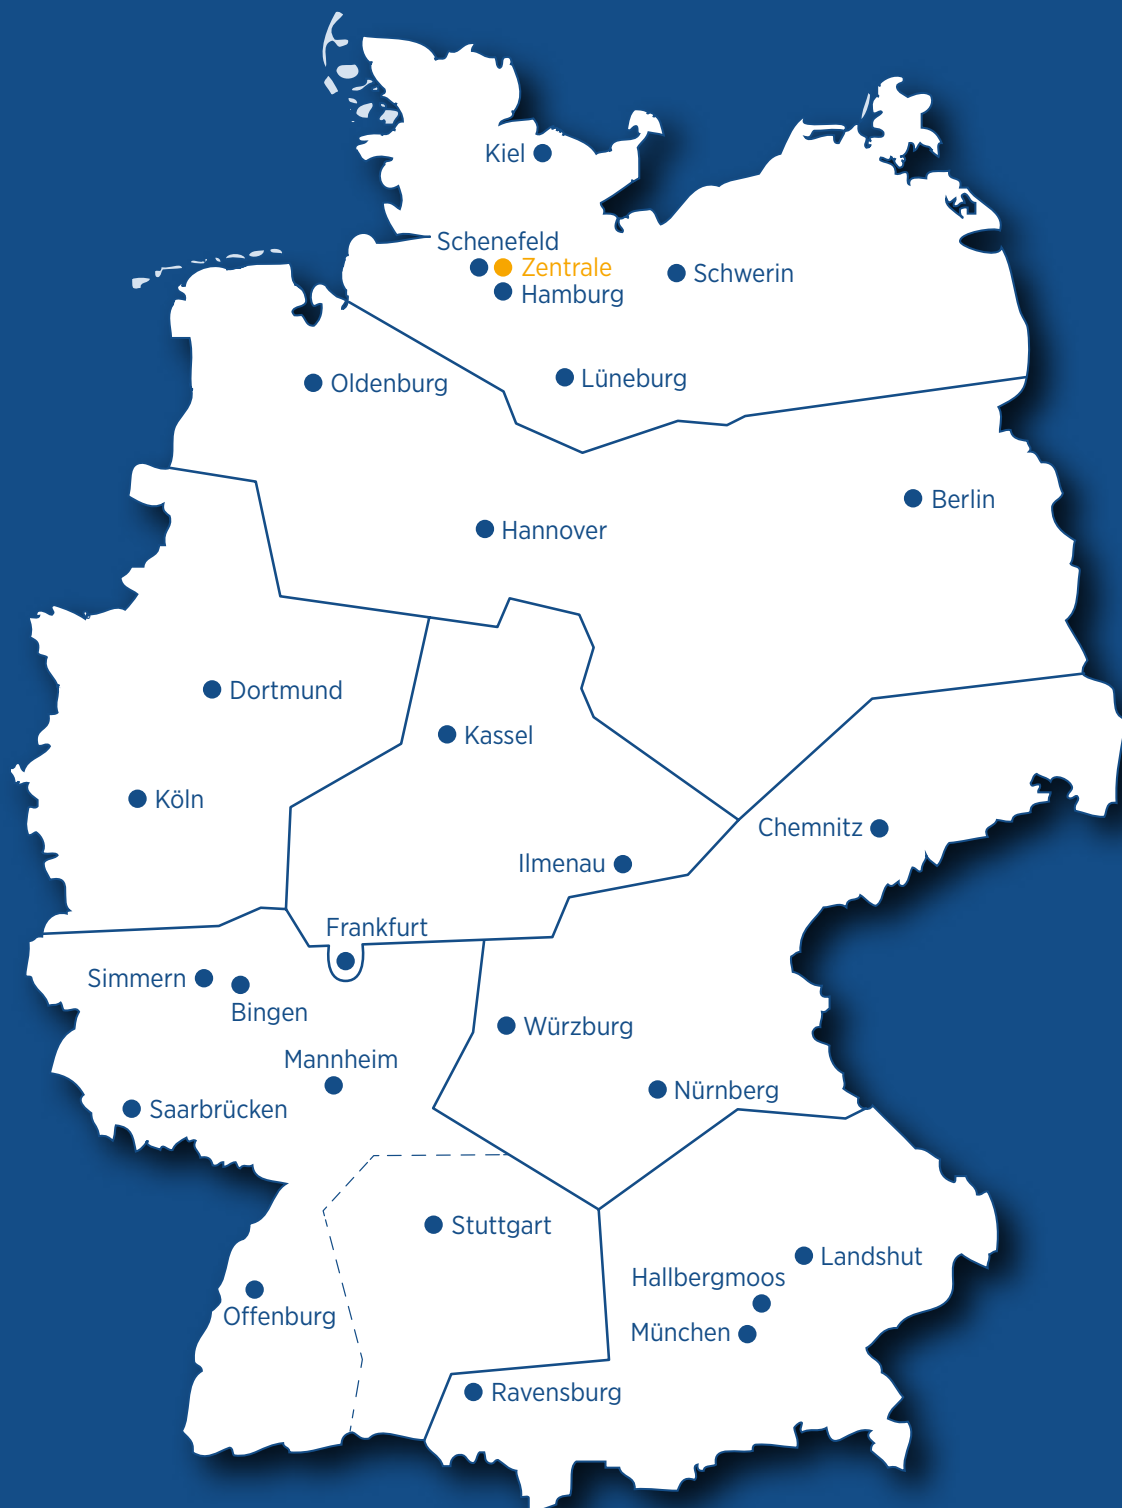 Kiel
Schenefeld
Zentrale
Schwerin
Hamburg
Lüneburg
Oldenburg
Berlin
Hannover
Dortmund
Kassel
Köln
Chemnitz
Ilmenau
Frankfurt
Simmern
Bingen
Würzburg
Mannheim
Nürnberg
Saarbrücken
Stuttgart
Landshut
Hallbergmoos
Offenburg
München
Ravensburg